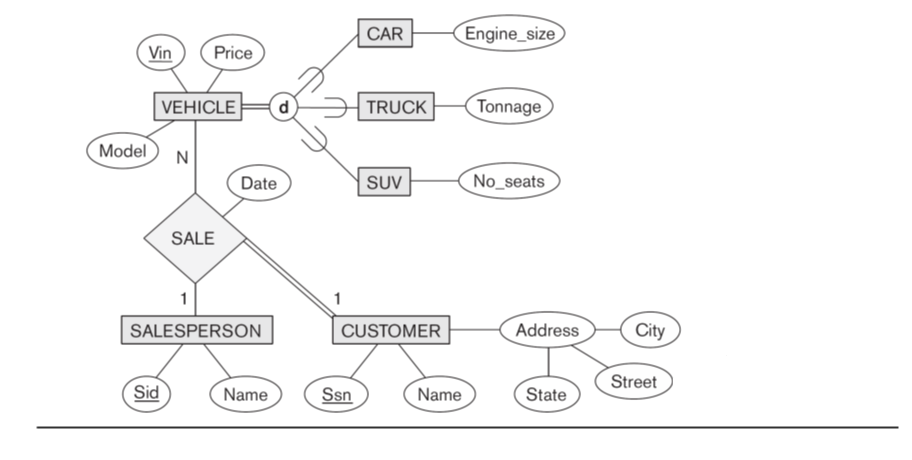 CAR
Engine_size
Vin
Price
VEHICLE
d
TRUCK
Tonnage
Model
N
Date
SUV
No_seats
SALE
1
1
SALESPERSON
CUSTOMER
Address
City
Sid
Name
Ssn
Name
State
Street